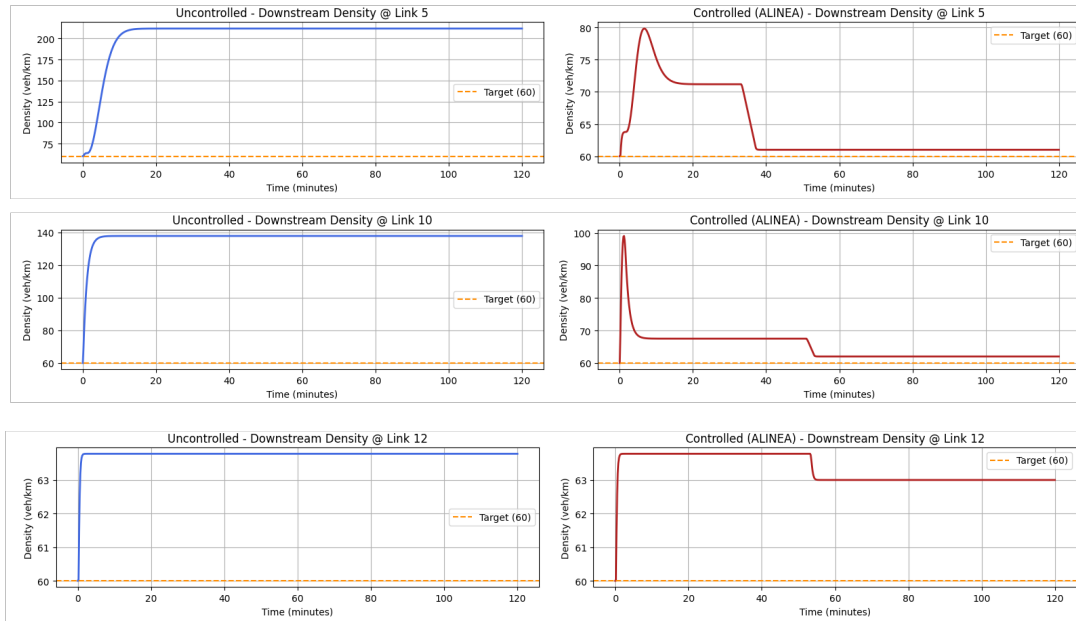 Uncontrolled - Downstream Density @ Link 5
Density (veh/km)
200
175
150
125
100
75
Target (60)
0 20 40 60 80 100 120
Time (minutes)
Controlled (ALINEA) - Downstream Density @ Link 5
Density (veh/km)
80
75
70
65
60
Target (60)
0 20 40 60 80 100 120
Time (minutes)
Uncontrolled - Downstream Density @ Link 10
Density (veh/km)
140
120
100
80
60
Target (60)
0 20 40 60 80 100 120
Time (minutes)
Controlled (ALINEA) - Downstream Density @ Link 10
Density (veh/km)
100
90
80
70
60
Target (60)
0 20 40 60 80 100 120
Time (minutes)
Uncontrolled - Downstream Density @ Link 12
Density (veh/km)
63
62
61
60
Target (60)
0 20 40 60 80 100 120
Time (minutes)
Controlled (ALINEA) - Downstream Density @ Link 12
Density (veh/km)
63
62
61
60
Target (60)
0 20 40 60 80 100 120
Time (minutes)